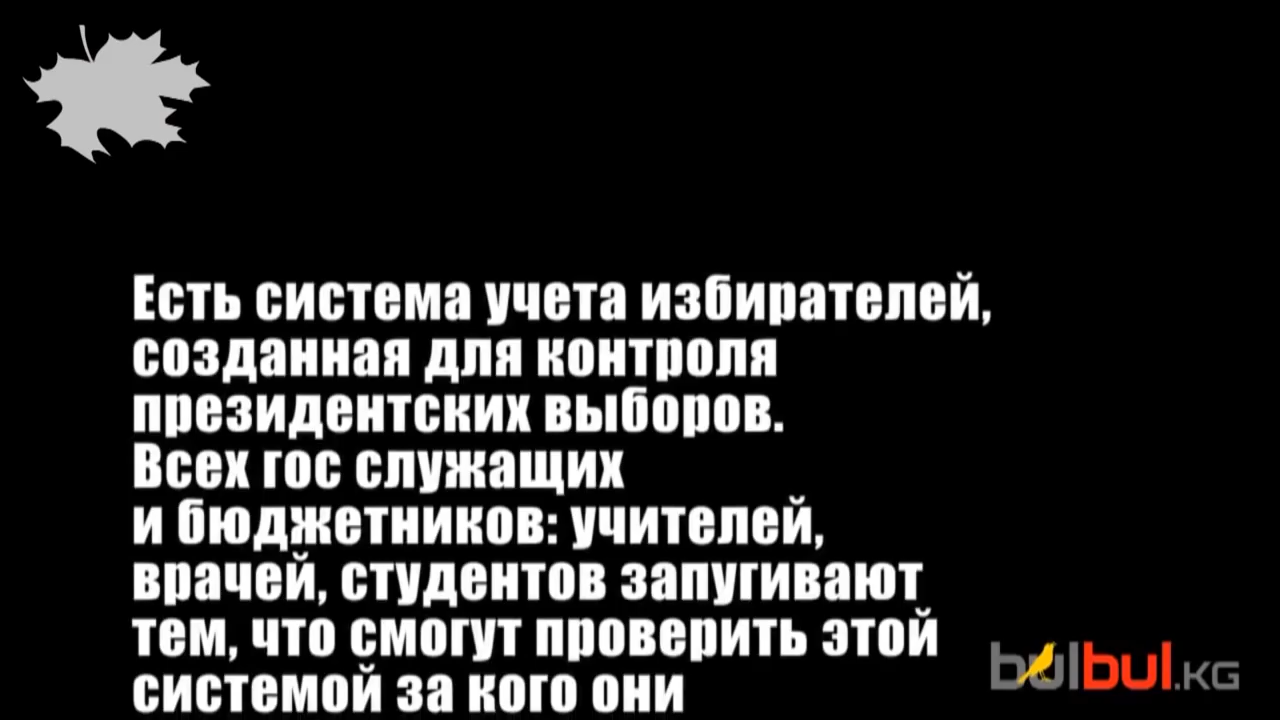 Есть система учета избирателей,
созданная для контроля
президентских выборов.
Всех гос служащих
и бюджетников: учителей,
врачей, студентов запугивают
тем, что смогут проверить этой
системой за кого они
bulbul.KG